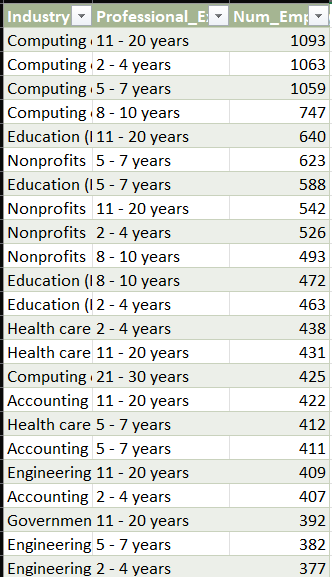 Industry Professional_E Num_Emp
Computing 11 - 20 years 1093
Computing 2 - 4 years 1063
Computing 5 - 7 years 1059
Computing 8 - 10 years 747
Education ( 11 - 20 years 640
Nonprofits 5 - 7 years 623
Education ( 5 - 7 years 588
Nonprofits 11 - 20 years 542
Nonprofits 2 - 4 years 526
Nonprofits 8 - 10 years 493
Education ( 8 - 10 years 472
Education ( 2 - 4 years 463
Health care 2 - 4 years 438
Health care 11 - 20 years 431
Computing 21 - 30 years 425
Accounting 11 - 20 years 422
Health care 5 - 7 years 412
Accounting 5 - 7 years 411
Engineering 11 - 20 years 409
Accounting 2 - 4 years 407
Governmen 11 - 20 years 392
Engineering 5 - 7 years 382
Engineering 2 - 4 years 377